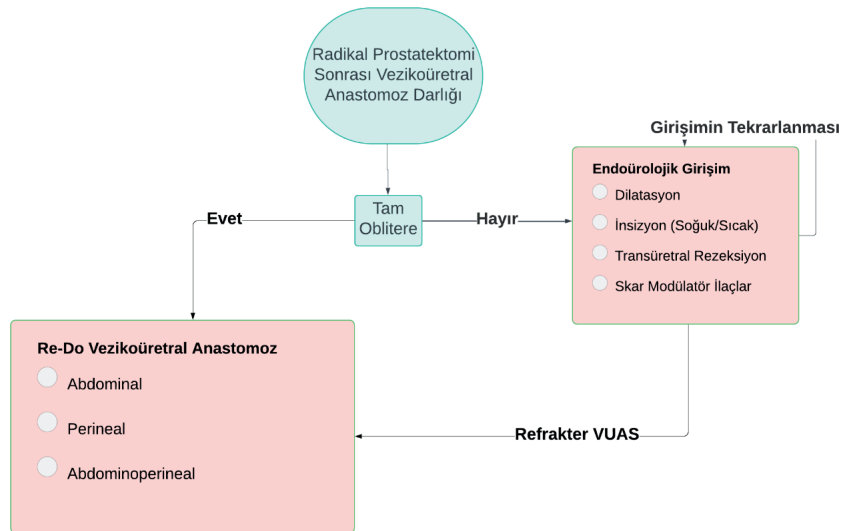 Radikal Prostatektomi
Sonrası Vezikoüretral
Anastomoz Darlığı
Girişimin Tekrarlanması
Endoürolojik Girişim
Dilatasyon
İnsizyon (Soğuk/Sıcak)
Transüretral Rezeksiyon
Skar Modülatör İlaçlar
Tam
Oblitere
Evet
Hayır
Re-Do Vezikoüretral Anastomoz
Abdominal
Perineal
Abdominoperineal
Refrakter VUAS